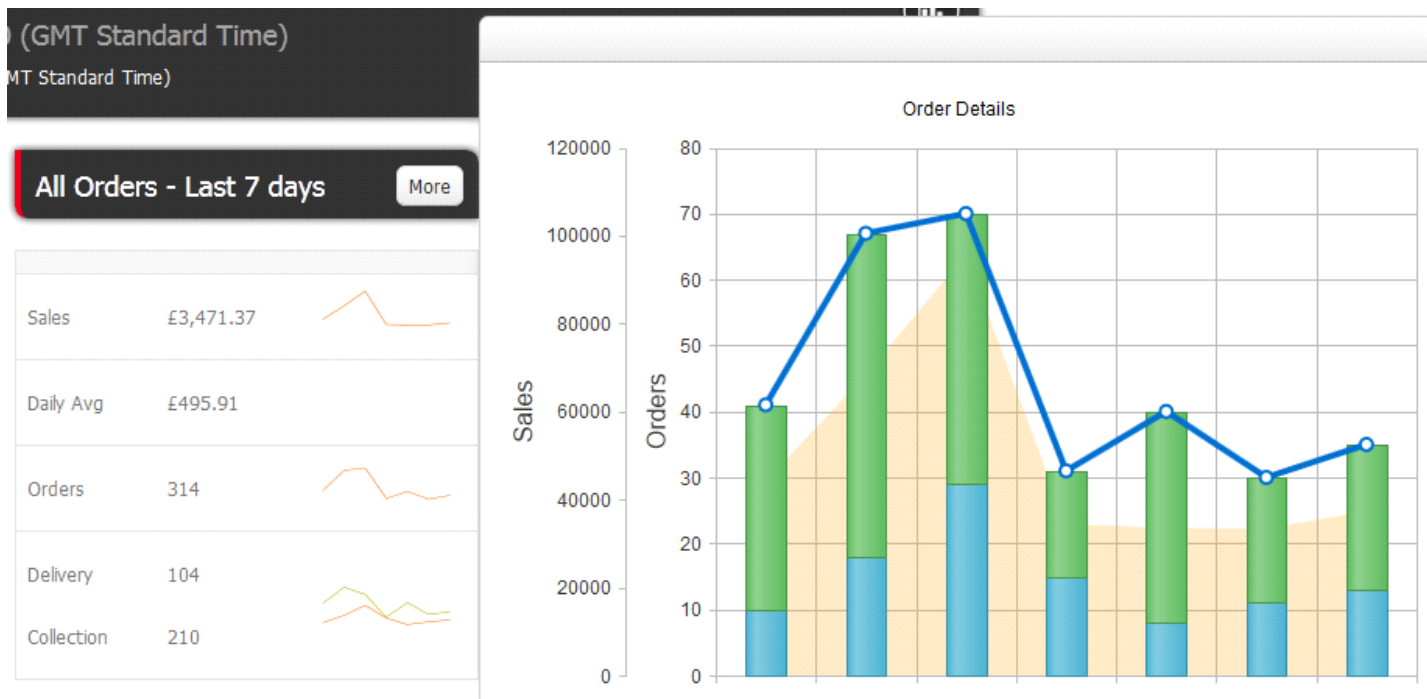 ) (GMT Standard Time)
MT Standard Time)
All Orders - Last 7 days
More
Sales £3,471.37
Daily Avg £495.91
Orders 314
Delivery 104
Collection 210
Order Details
120000
100000
80000
60000
40000
20000
0
Sales
80
70
60
50
40
30
20
10
0
Orders